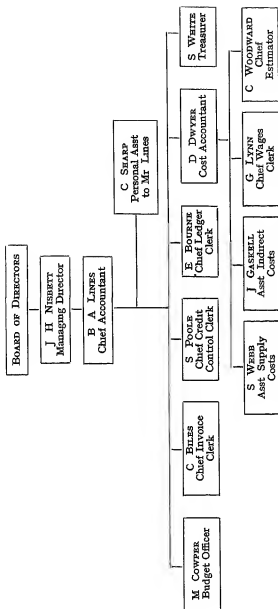 BOARD OF DIRECTORS
J H NISBETT
Managing Director
B A LINES
Chief Accountant
C SHARP
Personal Asst
to Mr Lines
M COWPER
Budget Officer
C BILES
Chief Invoice
Clerk
S POOLE
Chief Credit
Control Clerk
E BOURNE
Chief Ledger
Clerk
D DWYER
Cost Accountant
S WHITE
Treasurer
S WEBB
Asst Supply
Costs
J GASKELL
Asst Indirect
Costs
G LYNN
Chief Wages
Clerk
C WOODWARD
Chief
Estimator